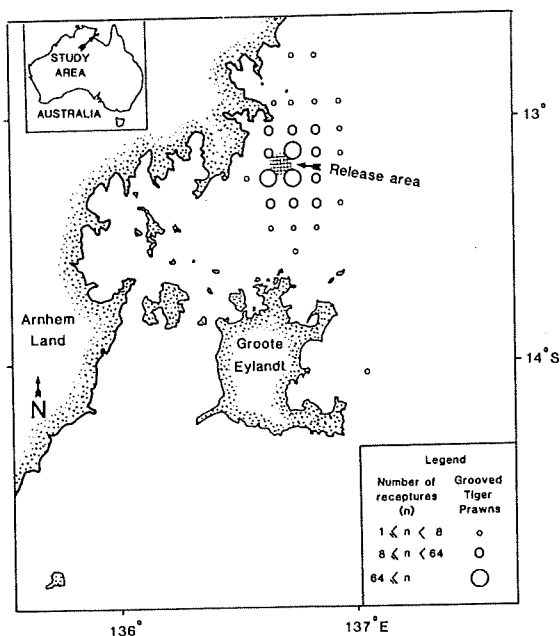 STUDY
AREA
AUSTRALIA
13°
Release area
Arnhem
Land
N
Groote
Eylandt
14°S
Legend
Number of
receptures
(n)
Grooved
Tiger
Prawns
1 ⩽ n < 8
8 ⩽ n < 64
64 ⩽ n
136°
137°E